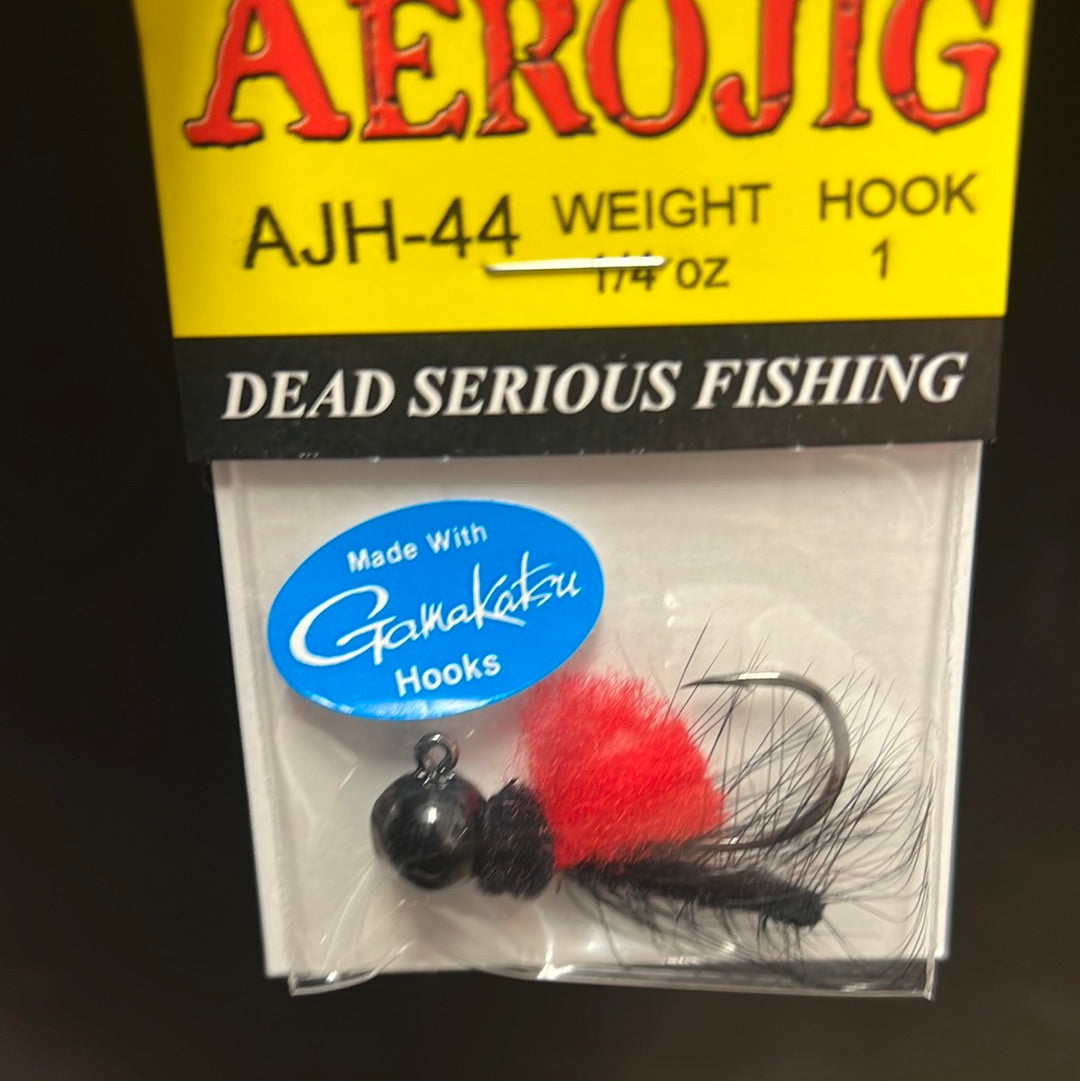 AEROJIG
AJH-44 WEIGHT HOOK
1/4 oz 1
DEAD SERIOUS FISHING
Made With
Gamakatsu
Hooks